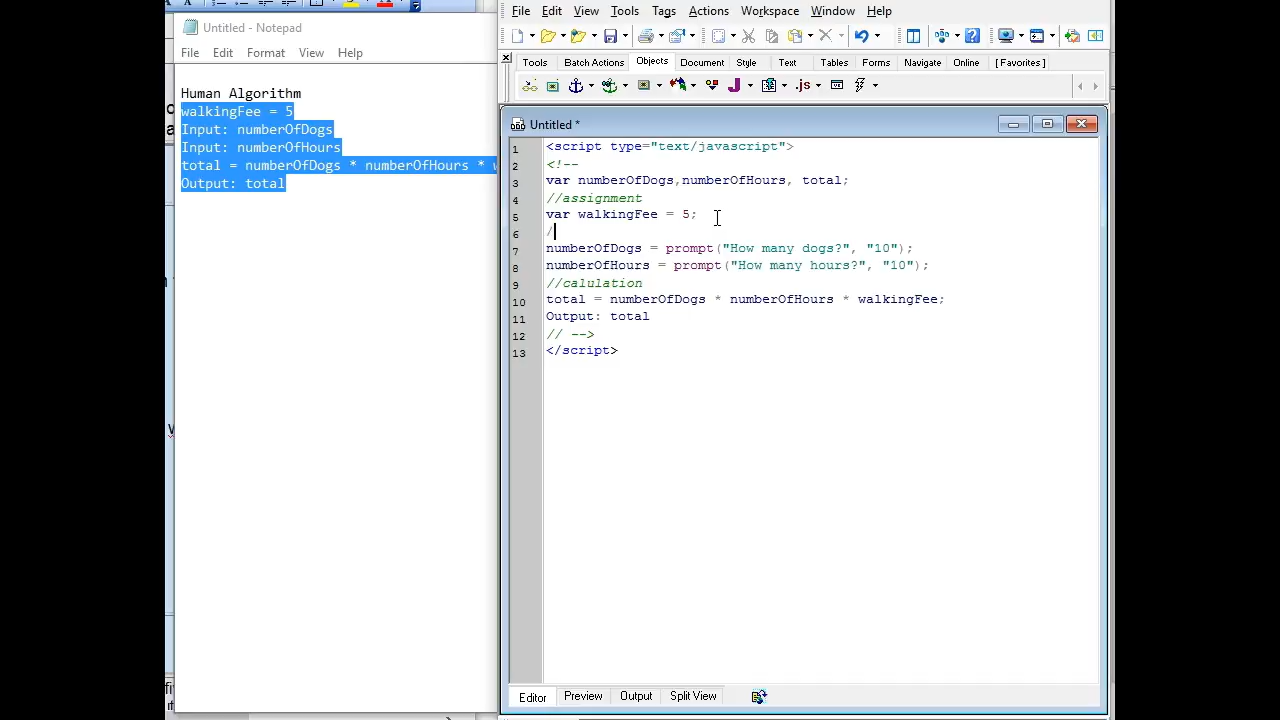 Untitled - Notepad
File Edit Format View Help
Human Algorithm
walkingFee = 5
Input: numberOfDogs
Input: numberOfHours
total = numberOfDogs * numberOfHours *
Output: total
File Edit View Tools Tags Actions Workspace Window Help
Tools Batch Actions Objects Document Style Text Tables Forms Navigate Online [ Favorites ]
.js
Untitled *
1 <script type="text/javascript">
2 <!--
3 var numberOfDogs,numberOfHours, total;
4 //assignment
5 var walkingFee = 5;
6 /
7 numberOfDogs = prompt("How many dogs?", "10");
8 numberOfHours = prompt("How many hours?", "10");
9 //calulation
10 total = numberOfDogs * numberOfHours * walkingFee;
11 Output: total
12 // -->
13 </script>
Editor Preview Output Split View